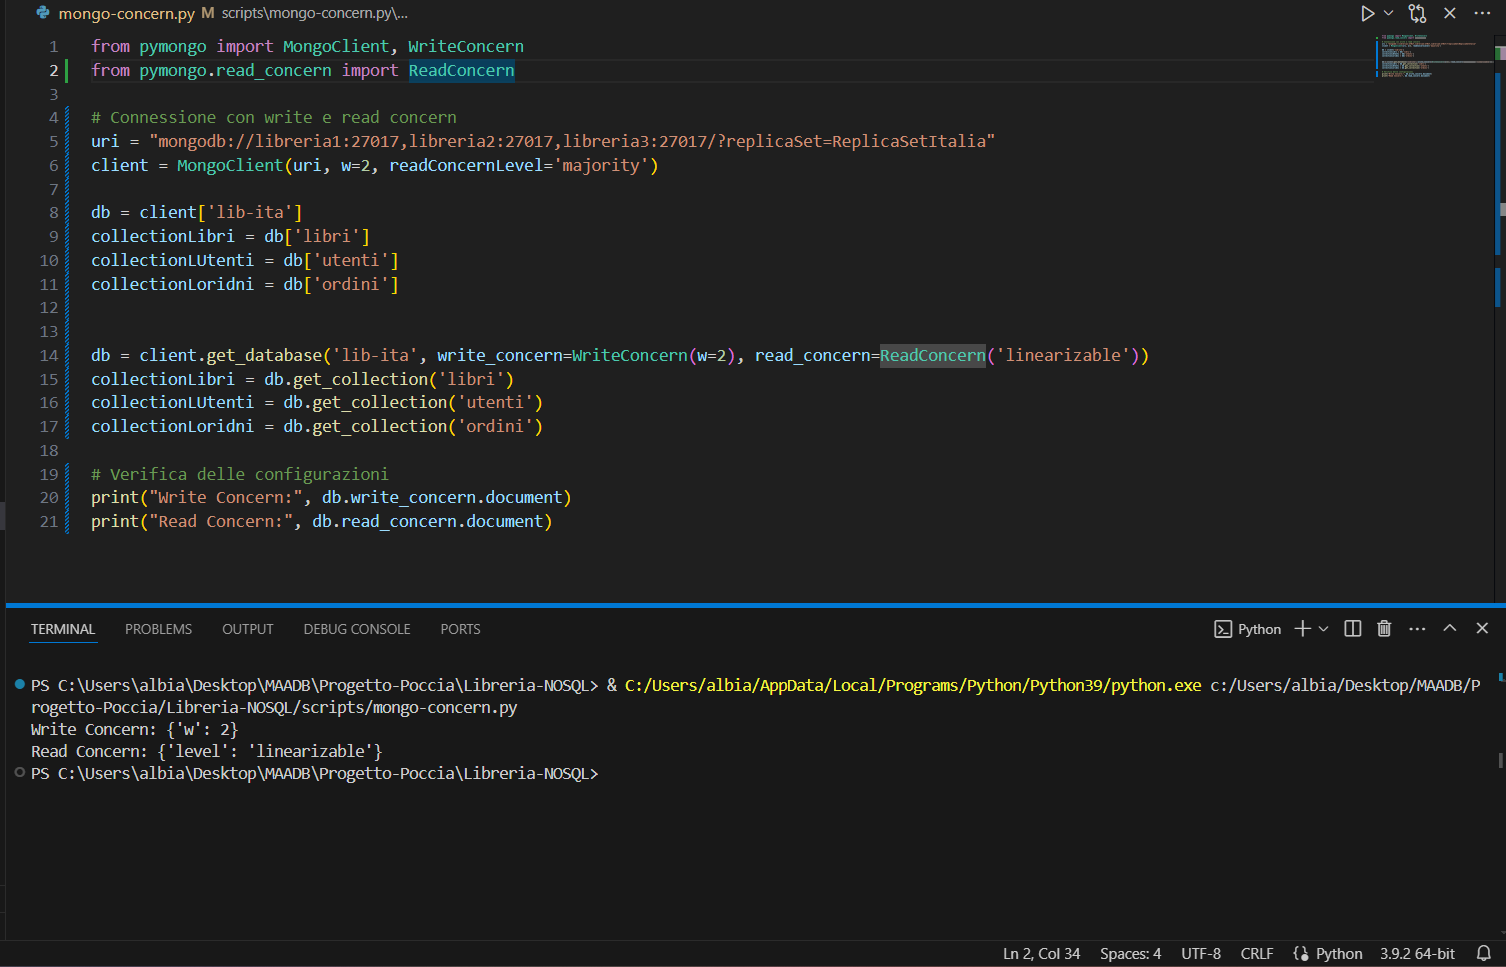 mongo-concern.py M scripts\mongo-concern.py\...
1 from pymongo import MongoClient, WriteConcern
2 from pymongo.read_concern import ReadConcern
3
4 # Connessione con write e read concern
5 uri = "mongodb://libreria1:27017,libreria2:27017,libreria3:27017/?replicaSet=ReplicaSetItalia"
6 client = MongoClient(uri, w=2, readConcernLevel='majority')
7
8 db = client['lib-ita']
9 collectionLibri = db['libri']
10 collectionLUtenti = db['utenti']
11 collectionLoridni = db['ordini']
12
13
14 db = client.get_database('lib-ita', write_concern=WriteConcern(w=2), read_concern=ReadConcern('linearizable'))
15 collectionLibri = db.get_collection('libri')
16 collectionLUtenti = db.get_collection('utenti')
17 collectionLoridni = db.get_collection('ordini')
18
19 # Verifica delle configurazioni
20 print("Write Concern:", db.write_concern.document)
21 print("Read Concern:", db.read_concern.document)
TERMINAL PROBLEMS OUTPUT DEBUG CONSOLE PORTS Python
PS C:\Users\albia\Desktop\MAADB\Progetto-Poccia\Libreria-NOSQL> & C:/Users/albia/AppData/Local/Programs/Python/Python39/python.exe c:/Users/albia/Desktop/MAADB/P
rogetto-Poccia/Libreria-NOSQL/scripts/mongo-concern.py
Write Concern: {'w': 2}
Read Concern: {'level': 'linearizable'}
PS C:\Users\albia\Desktop\MAADB\Progetto-Poccia\Libreria-NOSQL>
Ln 2, Col 34 Spaces: 4 UTF-8 CRLF Python 3.9.2 64-bit